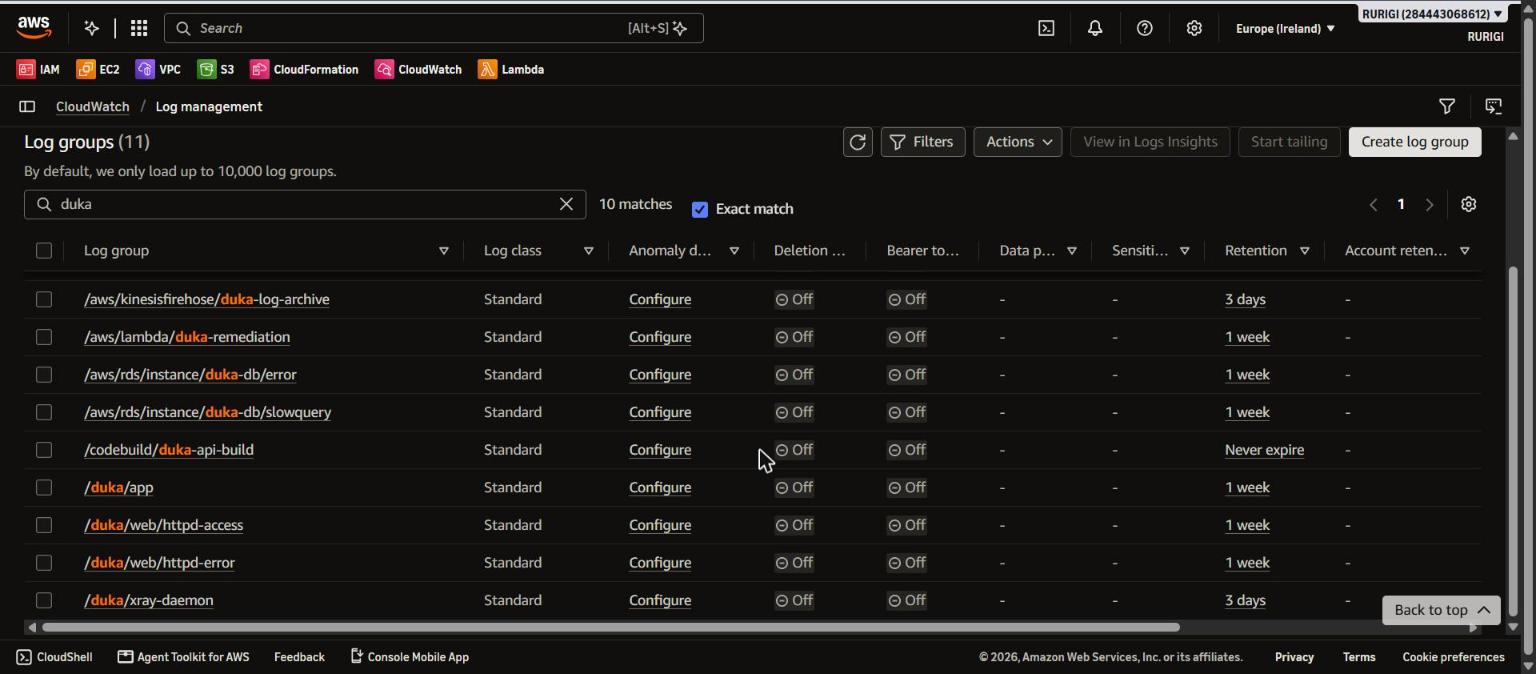 aws
Search [Alt+S]
Europe (Ireland)
RURIGI (284443068612)
RURIGI
IAM EC2 VPC S3 CloudFormation CloudWatch Lambda
CloudWatch / Log management
Log groups (11) Filters Actions View in Logs Insights Start tailing Create log group
By default, we only load up to 10,000 log groups.
duka 10 matches Exact match 1
Log group Log class Anomaly d... Deletion ... Bearer to... Data p... Sensiti... Retention Account reten...
/aws/kinesisfirehose/duka-log-archive Standard Configure Off Off - - 3 days -
/aws/lambda/duka-remediation Standard Configure Off Off - - 1 week -
/aws/rds/instance/duka-db/error Standard Configure Off Off - - 1 week -
/aws/rds/instance/duka-db/slowquery Standard Configure Off Off - - 1 week -
/codebuild/duka-api-build Standard Configure Off Off - - Never expire -
/duka/app Standard Configure Off Off - - 1 week -
/duka/web/httpd-access Standard Configure Off Off - - 1 week -
/duka/web/httpd-error Standard Configure Off Off - - 1 week -
/duka/xray-daemon Standard Configure Off Off - - 3 days -
Back to top
CloudShell Agent Toolkit for AWS Feedback Console Mobile App © 2026, Amazon Web Services, Inc. or its affiliates. Privacy Terms Cookie preferences